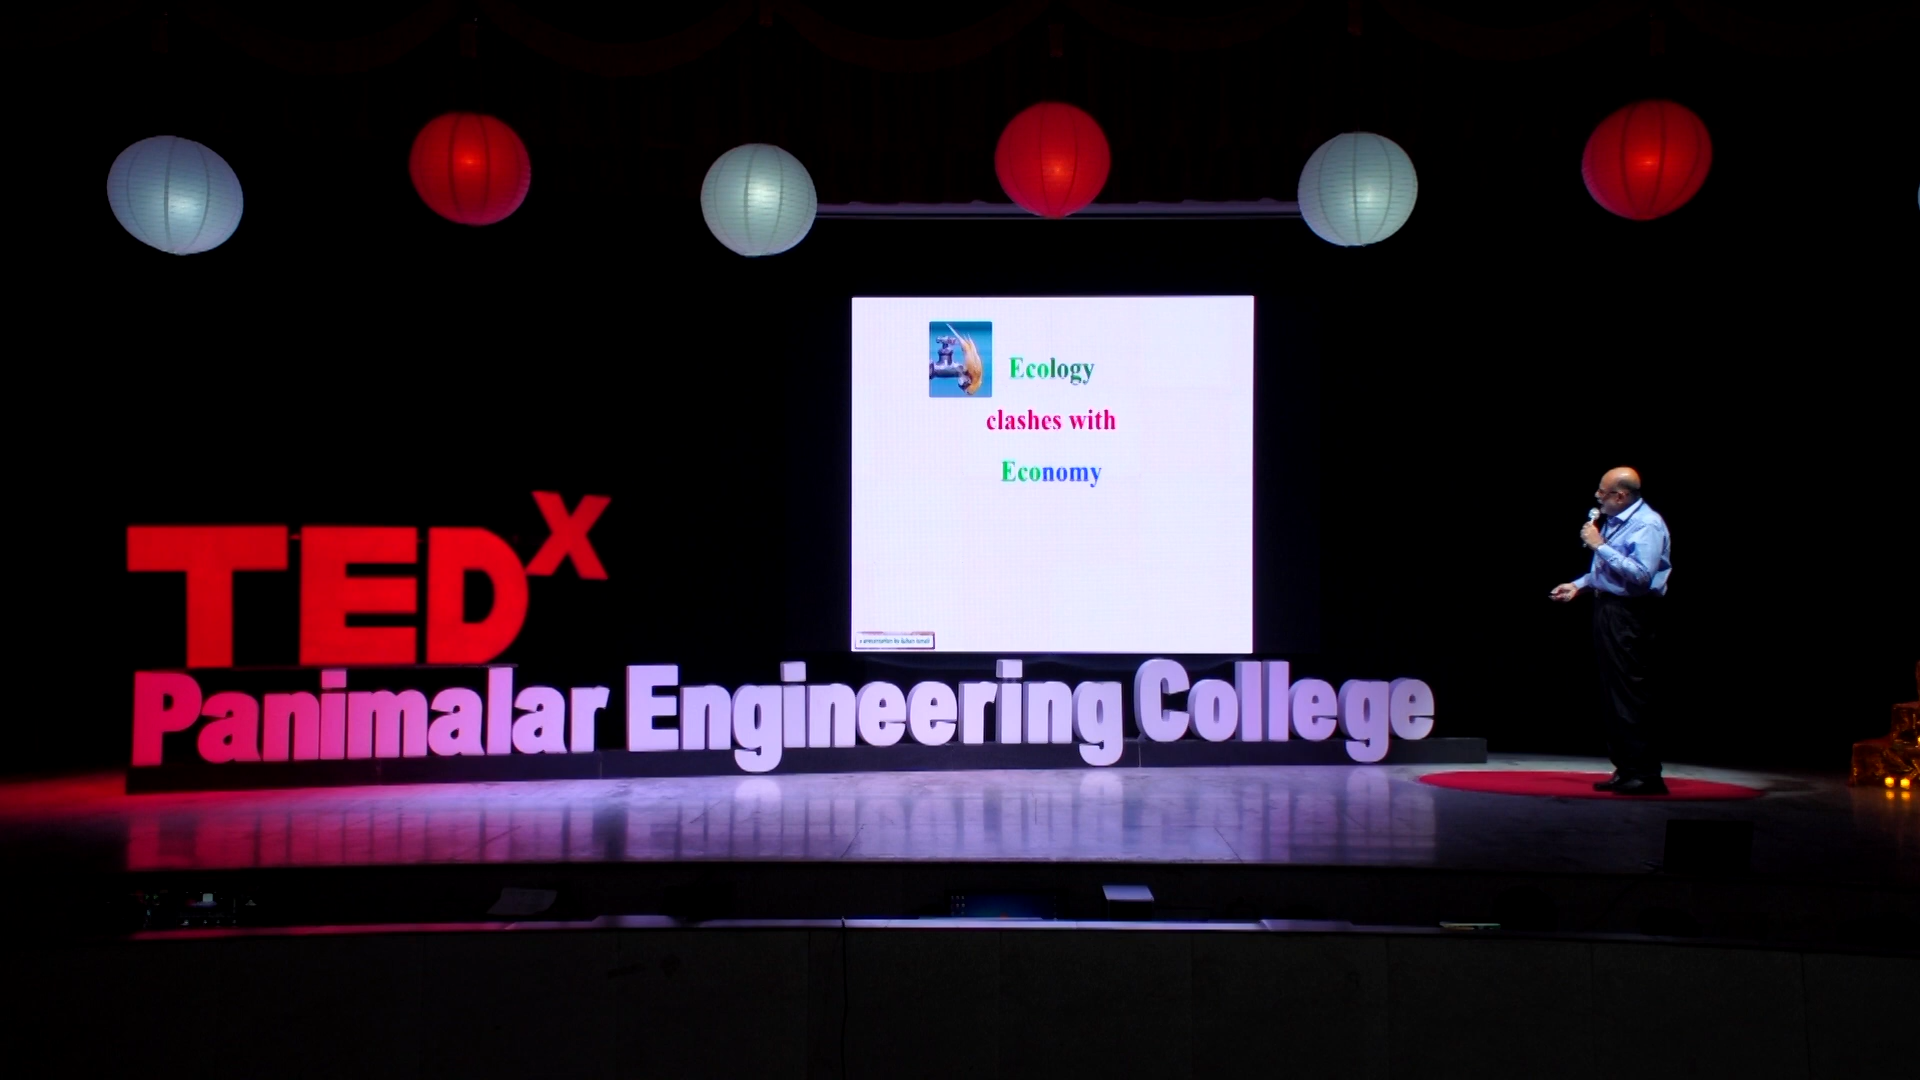 Ecology
clashes with
Economy
TEDx
Panimalar Engineering College